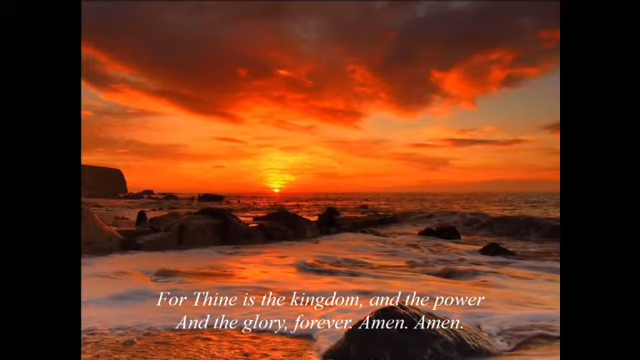 For Thine is the kingdom, and the power
And the glory, forever. Amen. Amen.